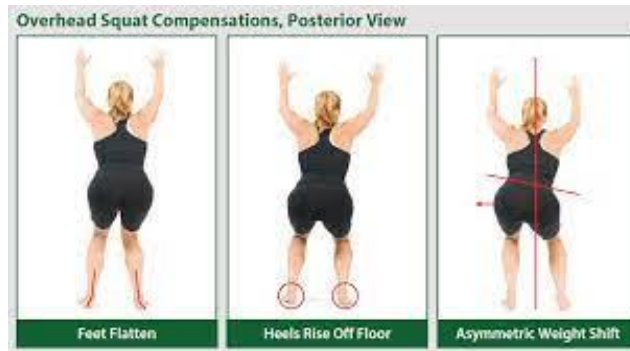 Overhead Squat Compensations, Posterior View
Feet Flatten
Heels Rise Off Floor
Asymmetric Weight Shift